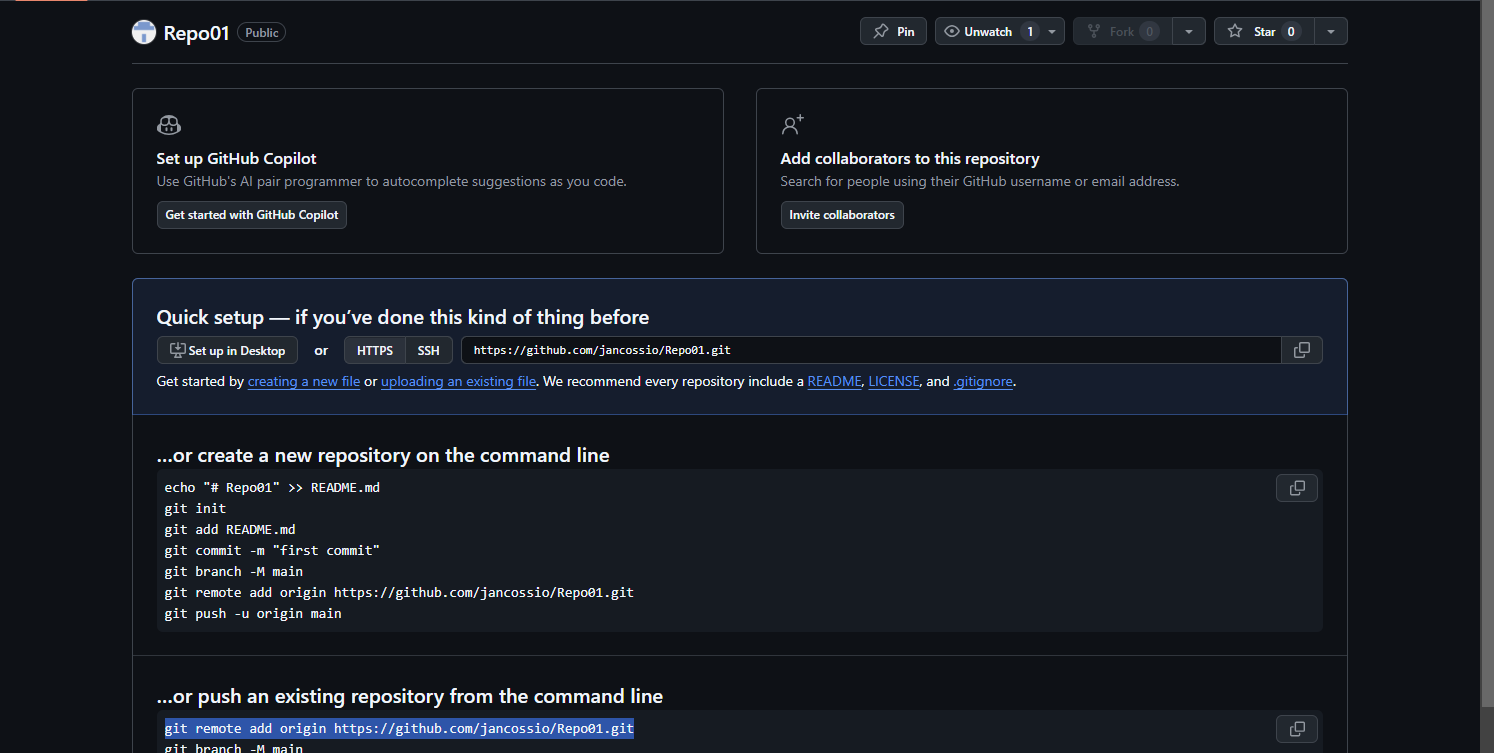 Repo01 Public Pin Unwatch 1 Fork 0 Star 0
Set up GitHub Copilot
Use GitHub's AI pair programmer to autocomplete suggestions as you code.
Get started with GitHub Copilot
Add collaborators to this repository
Search for people using their GitHub username or email address.
Invite collaborators
Quick setup — if you’ve done this kind of thing before
Set up in Desktop or HTTPS SSH https://github.com/jancossio/Repo01.git
Get started by creating a new file or uploading an existing file. We recommend every repository include a README, LICENSE, and .gitignore.
…or create a new repository on the command line
echo "# Repo01" >> README.md
git init
git add README.md
git commit -m "first commit"
git branch -M main
git remote add origin https://github.com/jancossio/Repo01.git
git push -u origin main
…or push an existing repository from the command line
git remote add origin https://github.com/jancossio/Repo01.git
git branch -M main